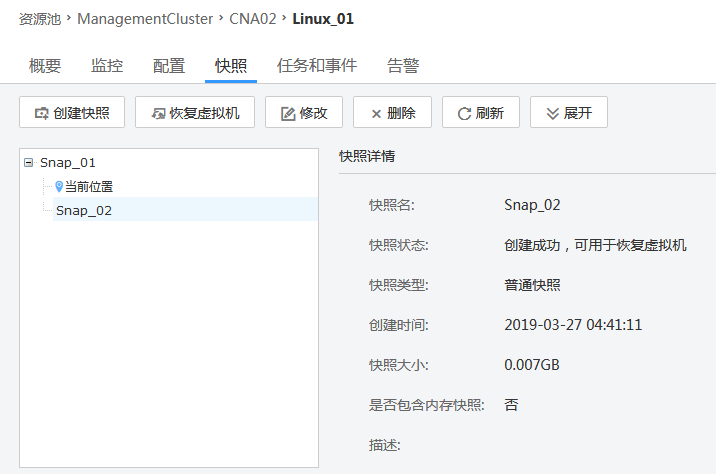 资源池 > ManagementCluster > CNA02 > Linux_01
概要 监控 配置 快照 任务和事件 告警
创建快照 恢复虚拟机 修改 删除 刷新 展开
Snap_01
当前位置
Snap_02
快照详情
快照名: Snap_02
快照状态: 创建成功，可用于恢复虚拟机
快照类型: 普通快照
创建时间: 2019-03-27 04:41:11
快照大小: 0.007GB
是否包含内存快照: 否
描述: